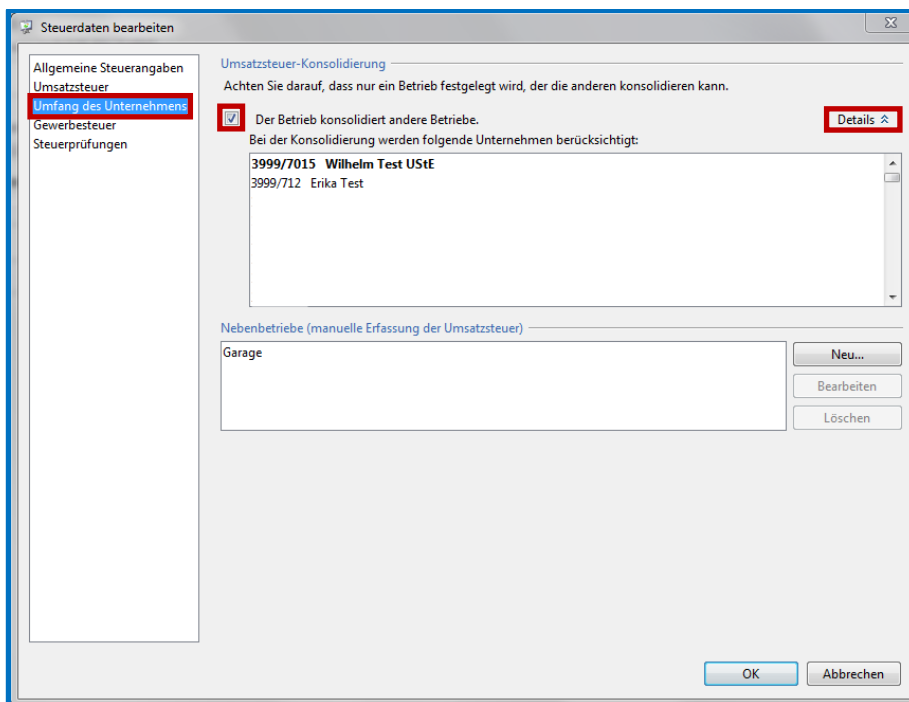 Steuerdaten bearbeiten
Allgemeine Steuerangaben
Umsatzsteuer
Umfang des Unternehmens
Gewerbesteuer
Steuerprüfungen
Umsatzsteuer-Konsolidierung
Achten Sie darauf, dass nur ein Betrieb festgelegt wird, der die anderen konsolidieren kann.
Der Betrieb konsolidiert andere Betriebe.
Details
Bei der Konsolidierung werden folgende Unternehmen berücksichtigt:
3999/7015 Wilhelm Test UStE
3999/712 Erika Test
Nebenbetriebe (manuelle Erfassung der Umsatzsteuer)
Garage
Neu...
Bearbeiten
Löschen
OK
Abbrechen